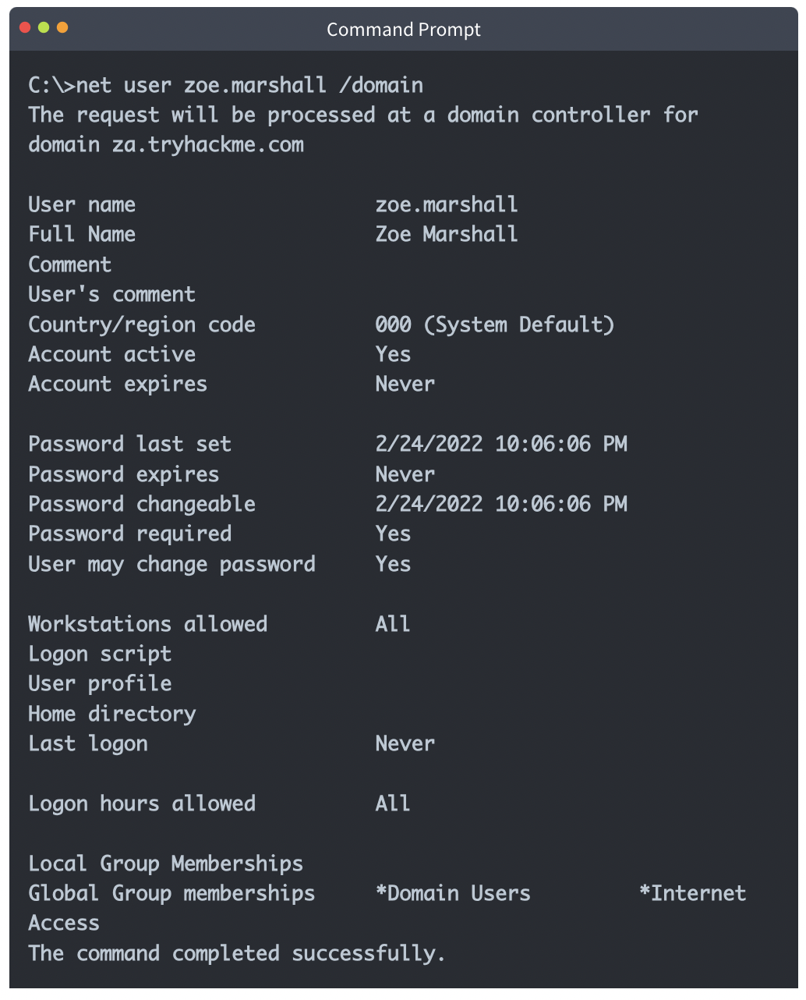 Command Prompt
C:\>net user zoe.marshall /domain
The request will be processed at a domain controller for
domain za.tryhackme.com
User name                    zoe.marshall
Full Name                    Zoe Marshall
Comment
User's comment
Country/region code          000 (System Default)
Account active               Yes
Account expires              Never
Password last set            2/24/2022 10:06:06 PM
Password expires             Never
Password changeable          2/24/2022 10:06:06 PM
Password required            Yes
User may change password     Yes
Workstations allowed         All
Logon script
User profile
Home directory
Last logon                   Never
Logon hours allowed          All
Local Group Memberships
Global Group memberships     *Domain Users         *Internet
Access
The command completed successfully.